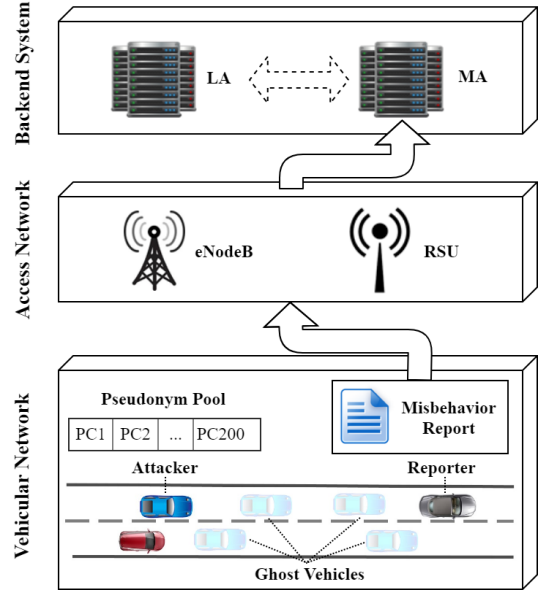 Backend System
LA
MA
Access Network
eNodeB
RSU
Vehicular Network
Pseudonym Pool
PC1 PC2 ... PC200
Misbehavior
Report
Attacker
Reporter
Ghost Vehicles